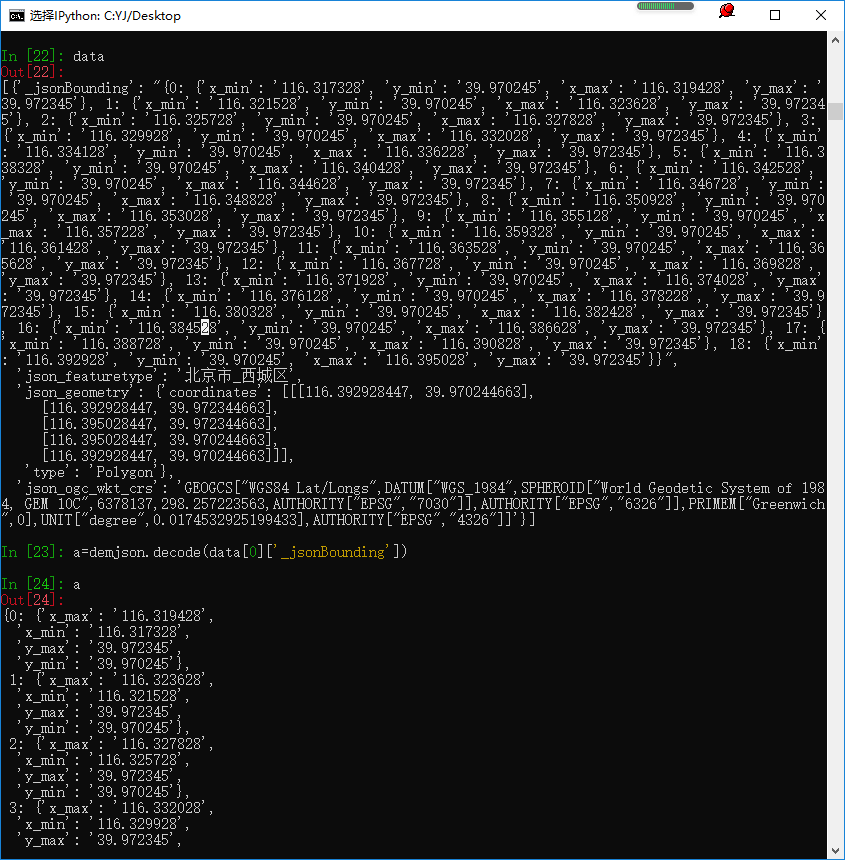 选择IPython: C:YJ/Desktop
In [22]: data
Out[22]:
[{'_jsonBounding': "{0: {'x_min': '116.317328', 'y_min': '39.970245', 'x_max': '116.319428', 'y_max': '
39.972345'}, 1: {'x_min': '116.321528', 'y_min': '39.970245', 'x_max': '116.323628', 'y_max': '39.97234
5'}, 2: {'x_min': '116.325728', 'y_min': '39.970245', 'x_max': '116.327828', 'y_max': '39.972345'}, 3:
{'x_min': '116.329928', 'y_min': '39.970245', 'x_max': '116.332028', 'y_max': '39.972345'}, 4: {'x_min'
: '116.334128', 'y_min': '39.970245', 'x_max': '116.336228', 'y_max': '39.972345'}, 5: {'x_min': '116.3
38328', 'y_min': '39.970245', 'x_max': '116.340428', 'y_max': '39.972345'}, 6: {'x_min': '116.342528',
'y_min': '39.970245', 'x_max': '116.344628', 'y_max': '39.972345'}, 7: {'x_min': '116.346728', 'y_min'
: '39.970245', 'x_max': '116.348828', 'y_max': '39.972345'}, 8: {'x_min': '116.350928', 'y_min': '39.970
245', 'x_max': '116.353028', 'y_max': '39.972345'}, 9: {'x_min': '116.355128', 'y_min': '39.970245', 'x
_max': '116.357228', 'y_max': '39.972345'}, 10: {'x_min': '116.359328', 'y_min': '39.970245', 'x_max':
'116.361428', 'y_max': '39.972345'}, 11: {'x_min': '116.363528', 'y_min': '39.970245', 'x_max': '116.36
5628', 'y_max': '39.972345'}, 12: {'x_min': '116.367728', 'y_min': '39.970245', 'x_max': '116.369828',
'y_max': '39.972345'}, 13: {'x_min': '116.371928', 'y_min': '39.970245', 'x_max': '116.374028', 'y_max'
: '39.972345'}, 14: {'x_min': '116.376128', 'y_min': '39.970245', 'x_max': '116.378228', 'y_max': '39.9
72345'}, 15: {'x_min': '116.380328', 'y_min': '39.970245', 'x_max': '116.382428', 'y_max': '39.972345'}
, 16: {'x_min': '116.384528', 'y_min': '39.970245', 'x_max': '116.386628', 'y_max': '39.972345'}, 17: {
'x_min': '116.388728', 'y_min': '39.970245', 'x_max': '116.390828', 'y_max': '39.972345'}, 18: {'x_min'
: '116.392928', 'y_min': '39.970245', 'x_max': '116.395028', 'y_max': '39.972345'}}",
'json_featuretype': '北京市_西城区',
'json_geometry': {'coordinates': [[[116.392928447, 39.970244663],
[116.392928447, 39.972344663],
[116.395028447, 39.972344663],
[116.395028447, 39.970244663],
[116.392928447, 39.970244663]]],
'type': 'Polygon'},
'json_ogc_wkt_crs': 'GEOGCS["WGS84 Lat/Longs",DATUM["WGS_1984",SPHEROID["World Geodetic System of 198
4, GEM 10C",6378137,298.257223563,AUTHORITY["EPSG","7030"]],AUTHORITY["EPSG","6326"]],PRIMEM["Greenwich
",0],UNIT["degree",0.0174532925199433],AUTHORITY["EPSG","4326"]]'}]
In [23]: a=demjson.decode(data[0]['_jsonBounding'])
In [24]: a
Out[24]:
{0: {'x_max': '116.319428',
'x_min': '116.317328',
'y_max': '39.972345',
'y_min': '39.970245'},
1: {'x_max': '116.323628',
'x_min': '116.321528',
'y_max': '39.972345',
'y_min': '39.970245'},
2: {'x_max': '116.327828',
'x_min': '116.325728',
'y_max': '39.972345',
'y_min': '39.970245'},
3: {'x_max': '116.332028',
'x_min': '116.329928',
'y_max': '39.972345',